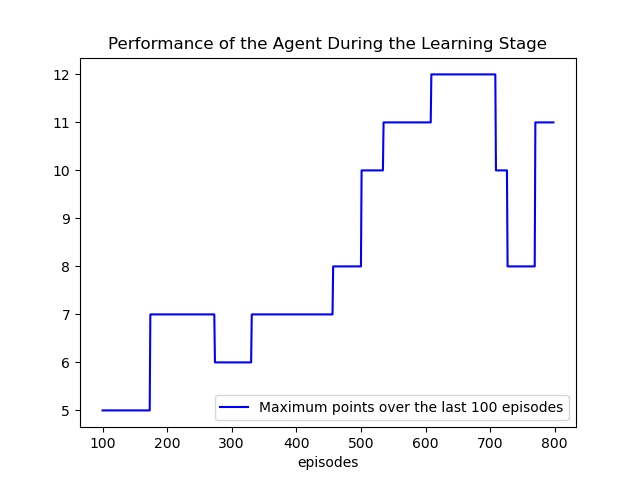 Performance of the Agent During the Learning Stage
12
11
10
9
8
7
6
5
Maximum points over the last 100 episodes
100 200 300 400 500 600 700 800
episodes